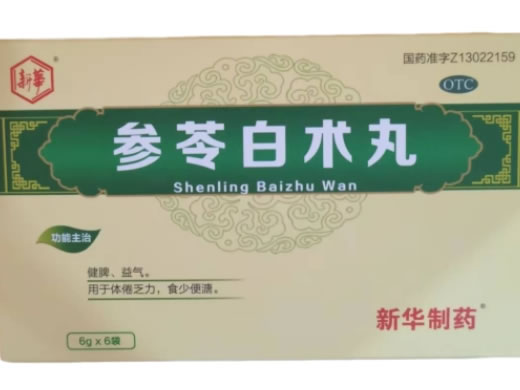 新华®
国药准字Z13022159
OTC
参苓白术丸
Shenling Baizhu Wan
功能主治
健脾、益气。
用于体倦乏力，食少便溏。
6g x 6袋
新华制药®